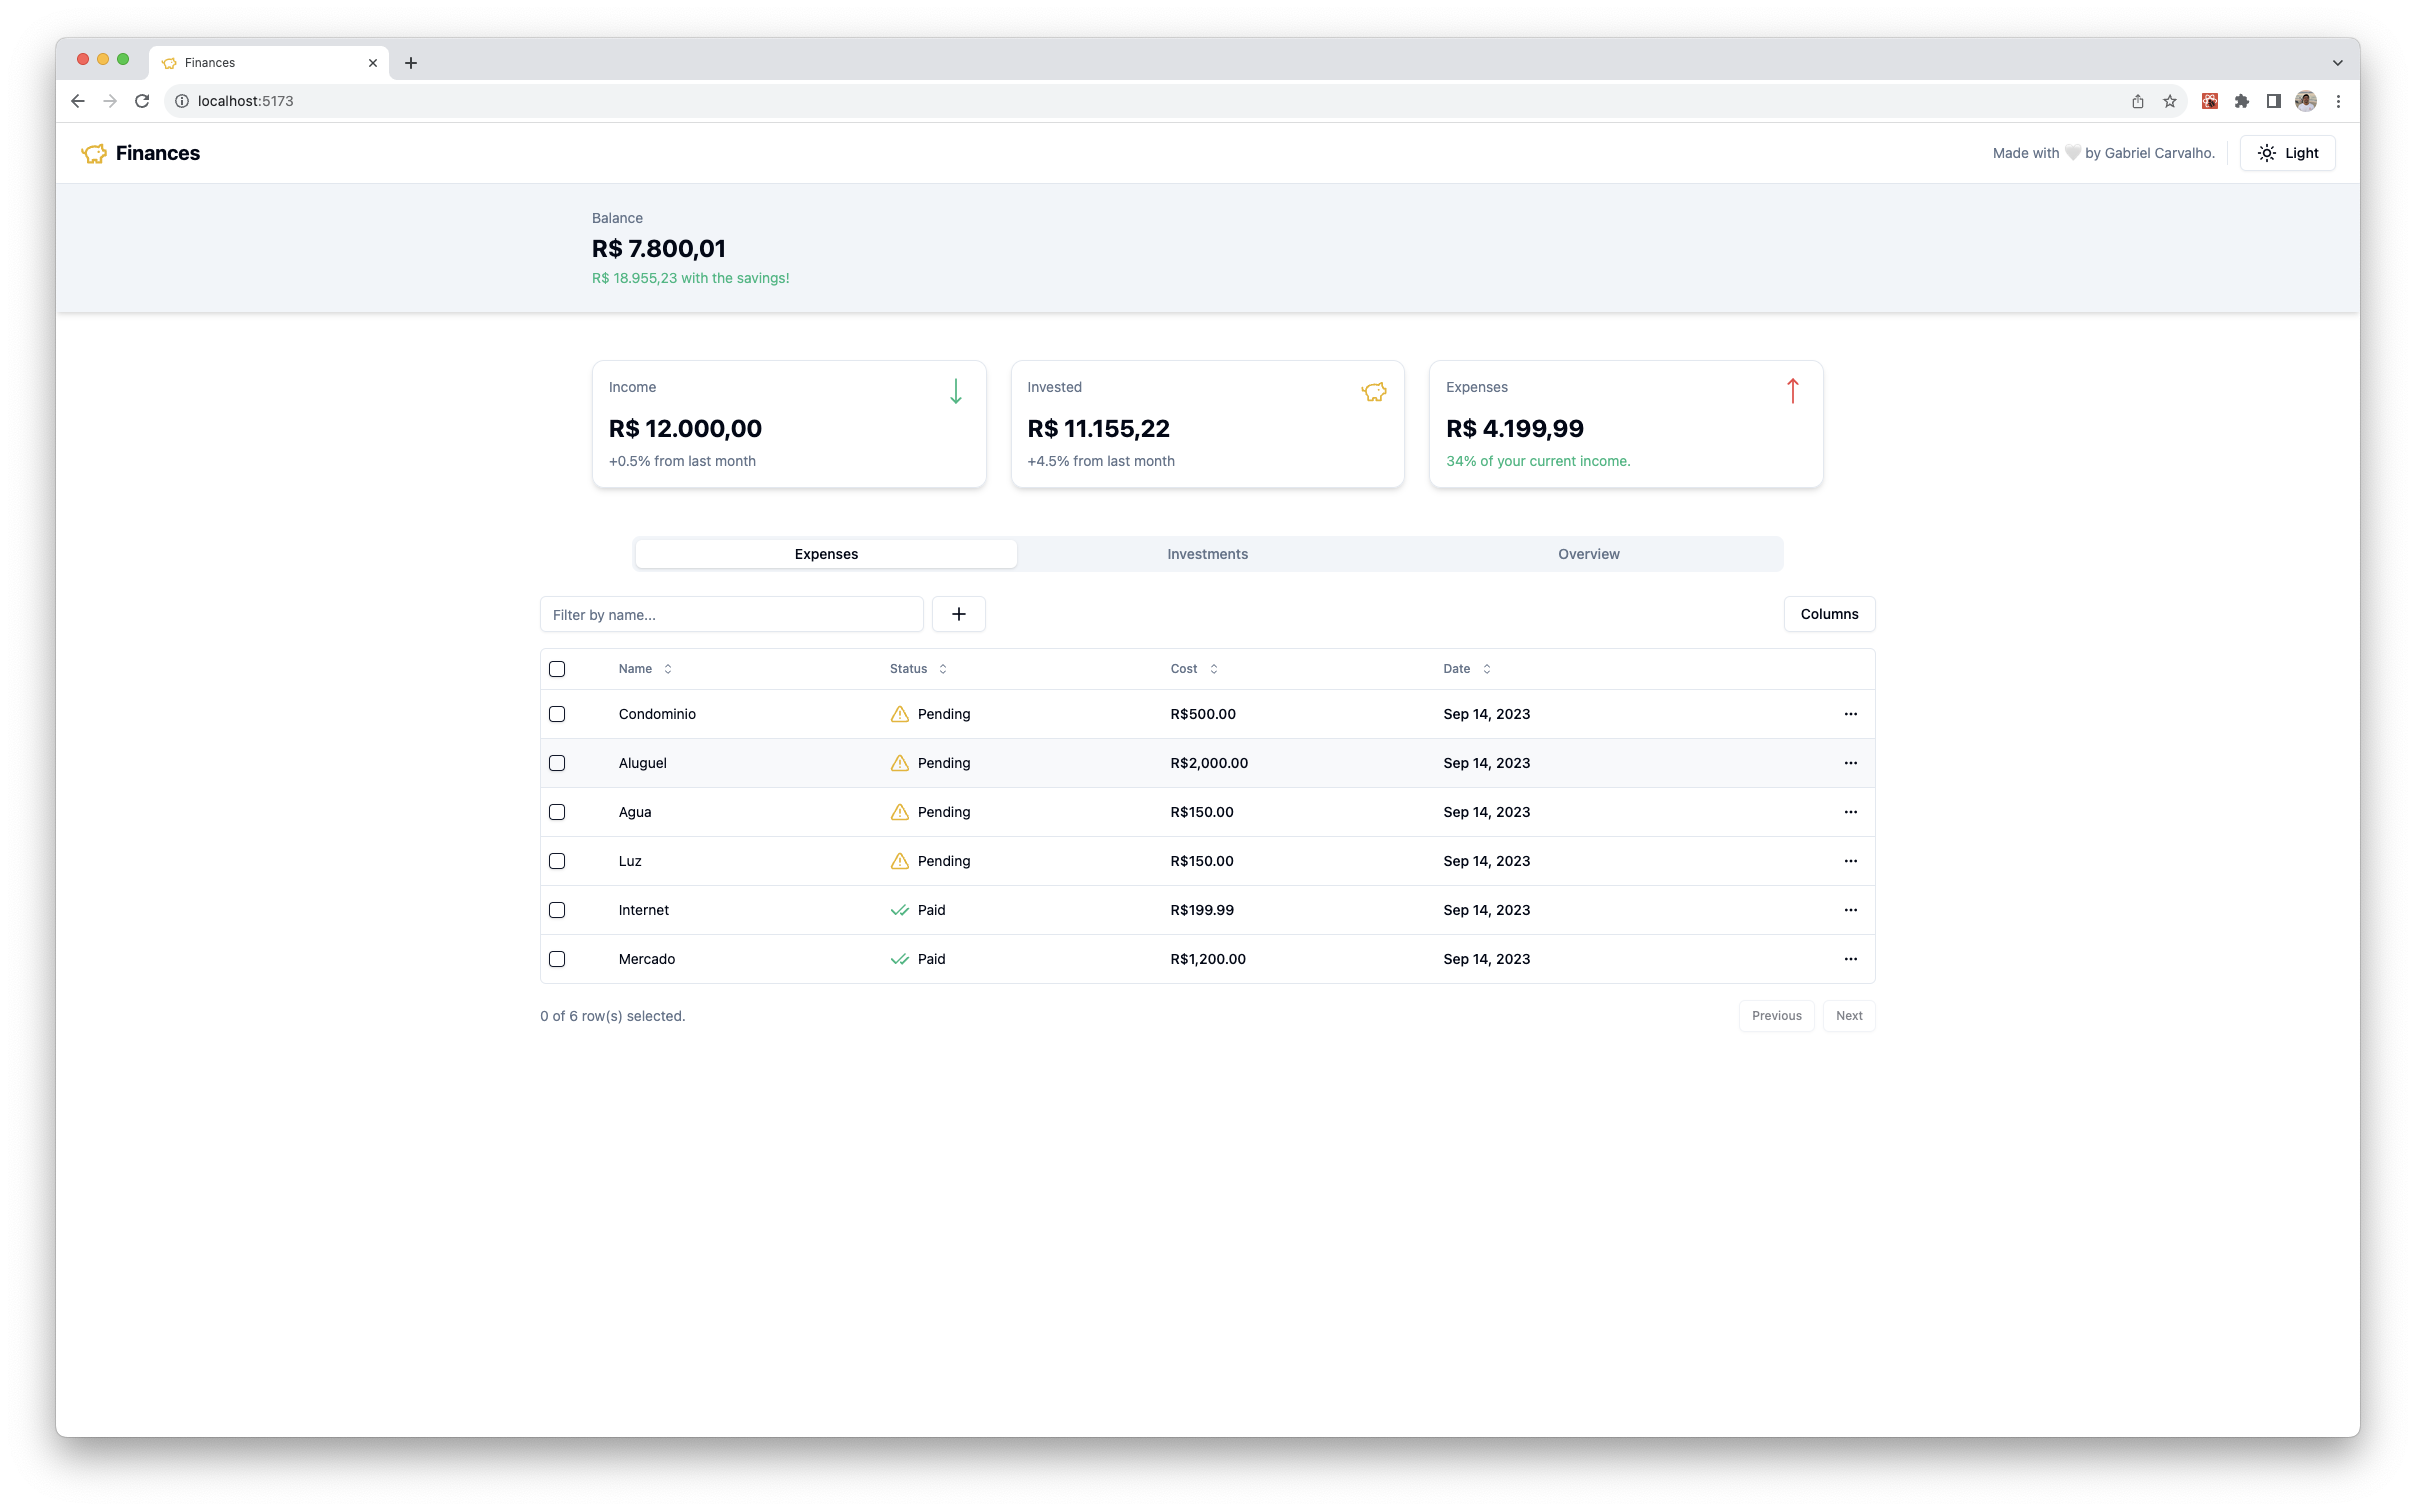 Finances
localhost:5173
Finances
Made with 🤍 by Gabriel Carvalho.
Light
Balance
R$ 7.800,01
R$ 18.955,23 with the savings!
Income
R$ 12.000,00
+0.5% from last month
Invested
R$ 11.155,22
+4.5% from last month
Expenses
R$ 4.199,99
34% of your current income.
Expenses Investments Overview
Filter by name...
Columns
Name Status Cost Date
Condominio Pending R$500.00 Sep 14, 2023
Aluguel Pending R$2,000.00 Sep 14, 2023
Agua Pending R$150.00 Sep 14, 2023
Luz Pending R$150.00 Sep 14, 2023
Internet Paid R$199.99 Sep 14, 2023
Mercado Paid R$1,200.00 Sep 14, 2023
0 of 6 row(s) selected.
Previous Next